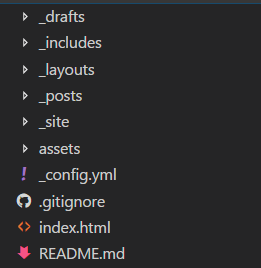 _drafts
_includes
_layouts
_posts
_site
assets
_config.yml
.gitignore
index.html
README.md